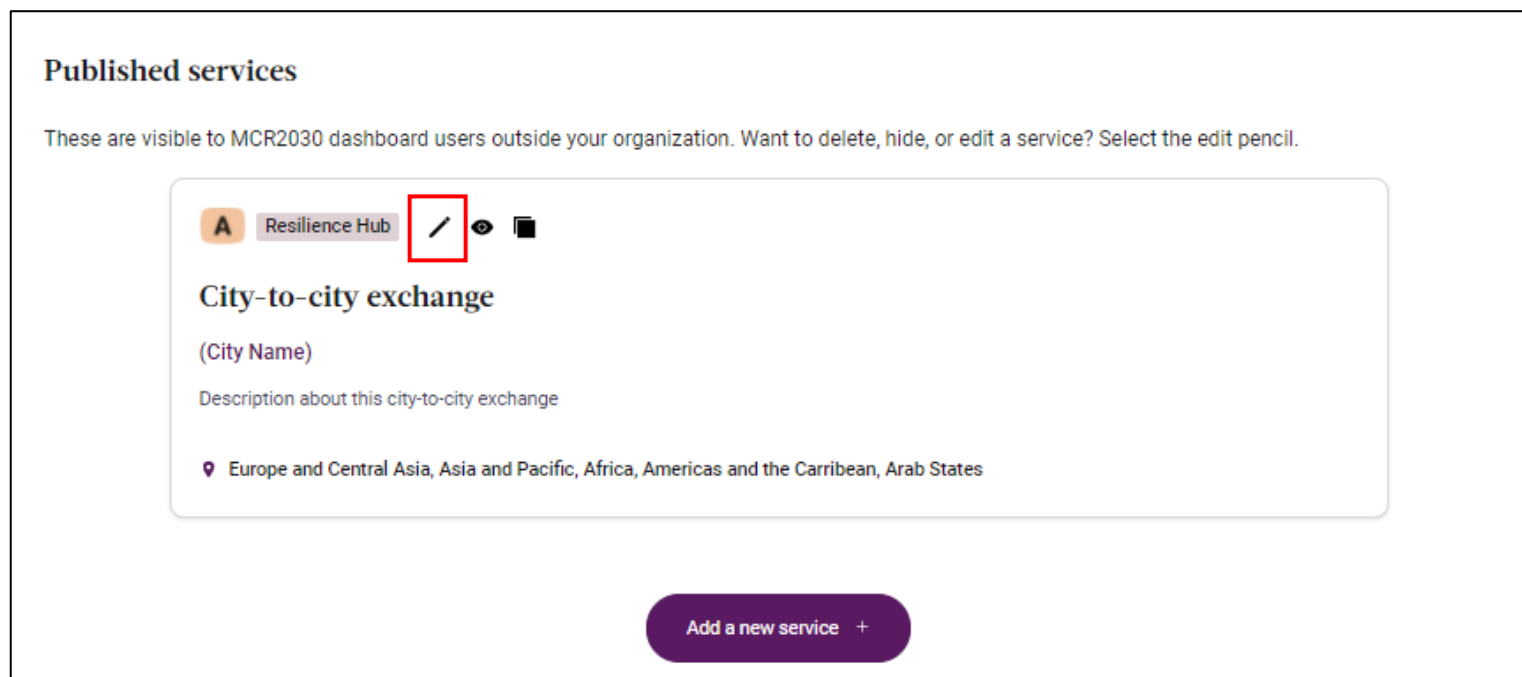 Published services
These are visible to MCR2030 dashboard users outside your organization. Want to delete, hide, or edit a service? Select the edit pencil.
A Resilience Hub
City-to-city exchange
(City Name)
Description about this city-to-city exchange
Europe and Central Asia, Asia and Pacific, Africa, Americas and the Carribean, Arab States
Add a new service +